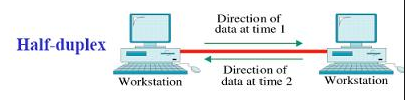 Direction of
data at time 1
Half-duplex
Direction of
data at time 2
Workstation
Workstation